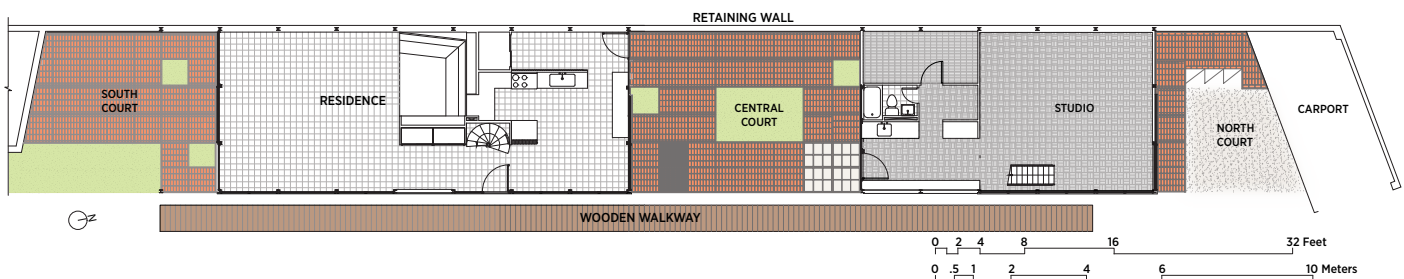 RETAINING WALL
SOUTH
COURT
RESIDENCE
CENTRAL
COURT
STUDIO
NORTH
COURT
CARPORT
N
WOODEN WALKWAY
0 2 4 8 16 32 Feet
0 .5 1 2 4 6 10 Meters